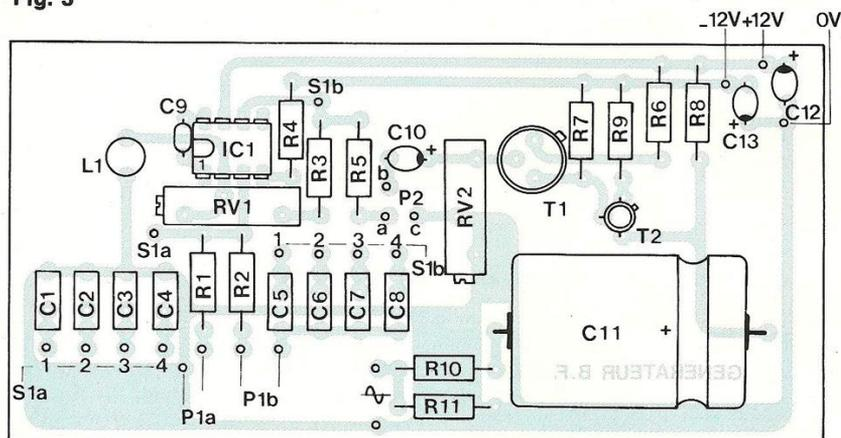 Fig. 5
_12V +12V 0V
C9
S1b
R4
R7
R9
R6
R8
C12
C13
L1
IC1
1
R3
R5
C10
b
P2
a
c
RV1
RV2
T1
T2
S1a
1 2 3 4
S1b
C1
C2
C3
C4
R1
R2
C5
C6
C7
C8
C11
+
1 2 3 4
S1a
P1a
P1b
R10
R11
GENERATEUR B.F.